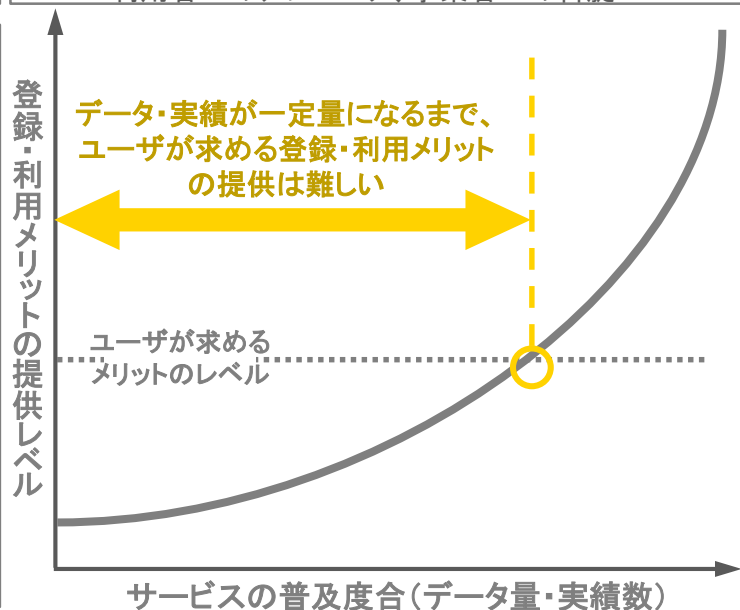 データ・実績が一定量になるまで、
ユーザが求める登録・利用メリット
の提供は難しい
登録・利用メリットの提供レベル
ユーザが求める
メリットのレベル
サービスの普及度合（データ量・実績数）